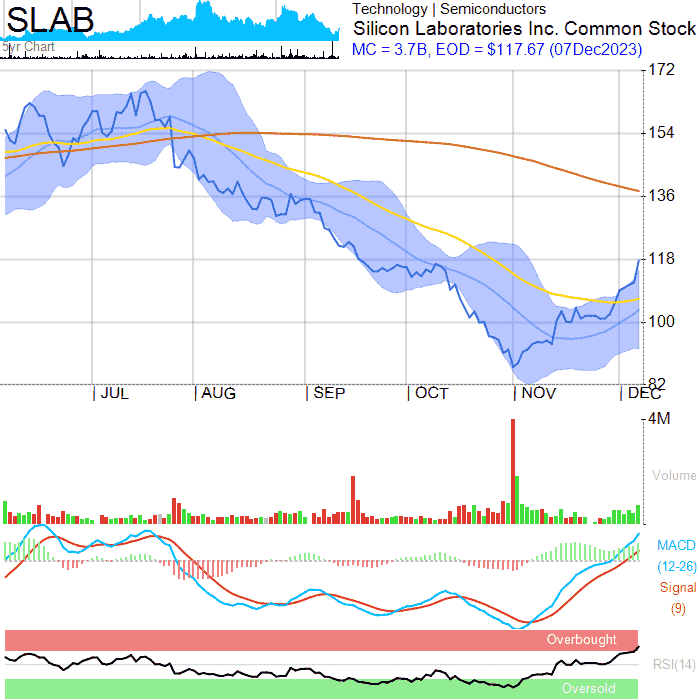 SLAB
5yr Chart
Technology | Semiconductors
Silicon Laboratories Inc. Common Stock
MC = 3.7B, EOD = $117.67 (07Dec2023)
172
154
136
118
100
82
JUL
AUG
SEP
OCT
NOV
DEC
4M
Volume
MACD
(12-26)
Signal
(9)
Overbought
RSI(14)
Oversold